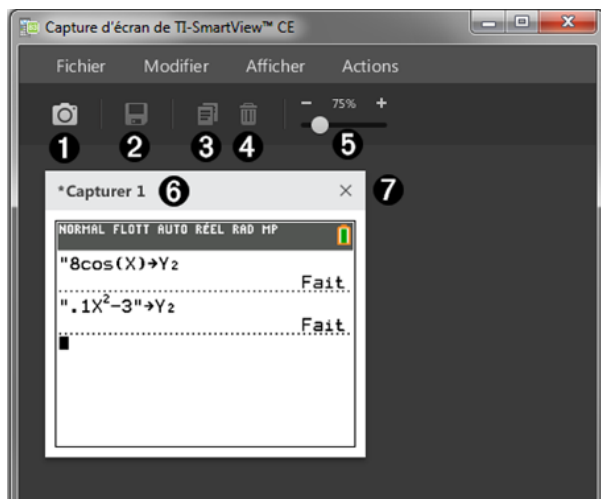 Capture d'écran de TI-SmartView™ CE
Fichier Modifier Afficher Actions
− 75% +
1 2 3 4 5
*Capturer 1 6 × 7
NORMAL FLOTT AUTO RÉEL RAD MP
"8cos(X)→Y₂
Fait
".1X²−3"→Y₂
Fait